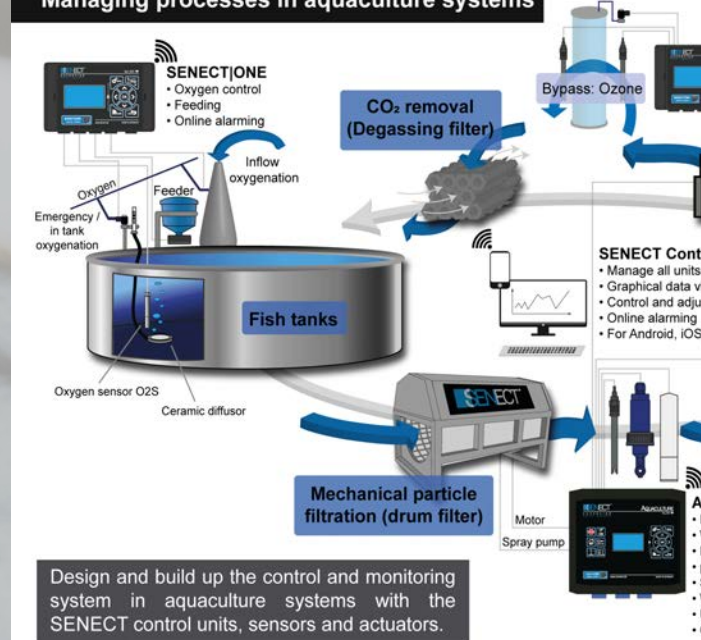 Managing processes in aquaculture systems
SENECT|ONE
• Oxygen control
• Feeding
• Online alarming
Inflow
oxygenation
Oxygen
Feeder
Emergency /
in tank
oxygenation
Fish tanks
Oxygen sensor O2S
Ceramic diffusor
CO₂ removal
(Degassing filter)
Bypass: Ozone
SENECT
SENECT Cont
• Manage all units
• Graphical data v
• Control and adju
• Online alarming
• For Android, iOS
SENECT
Mechanical particle
filtration (drum filter)
Motor
Spray pump
SENECT
AQUACULTURE
A
Design and build up the control and monitoring
system in aquaculture systems with the
SENECT control units, sensors and actuators.